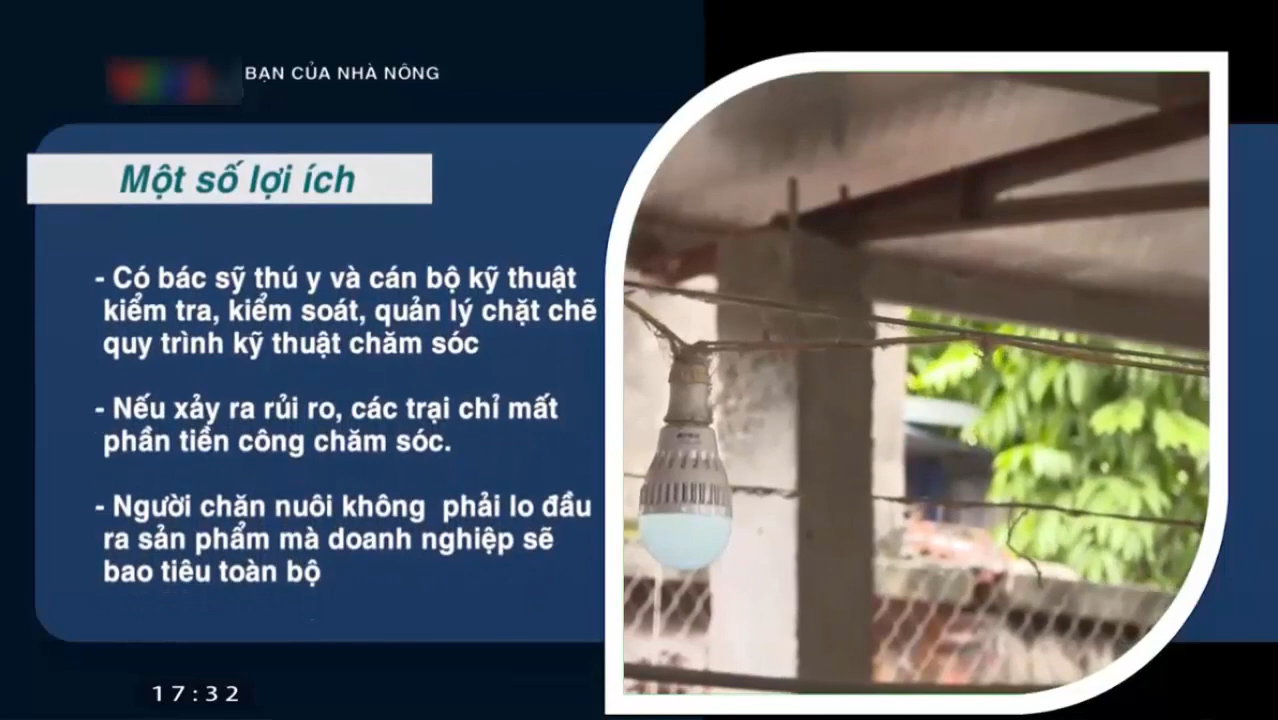 BẠN CỦA NHÀ NÔNG
Một số lợi ích
- Có bác sỹ thú y và cán bộ kỹ thuật
kiểm tra, kiểm soát, quản lý chặt chẽ
quy trình kỹ thuật chăm sóc
- Nếu xảy ra rủi ro, các trại chỉ mất
phần tiền công chăm sóc.
- Người chăn nuôi không phải lo đầu
ra sản phẩm mà doanh nghiệp sẽ
bao tiêu toàn bộ
17:32